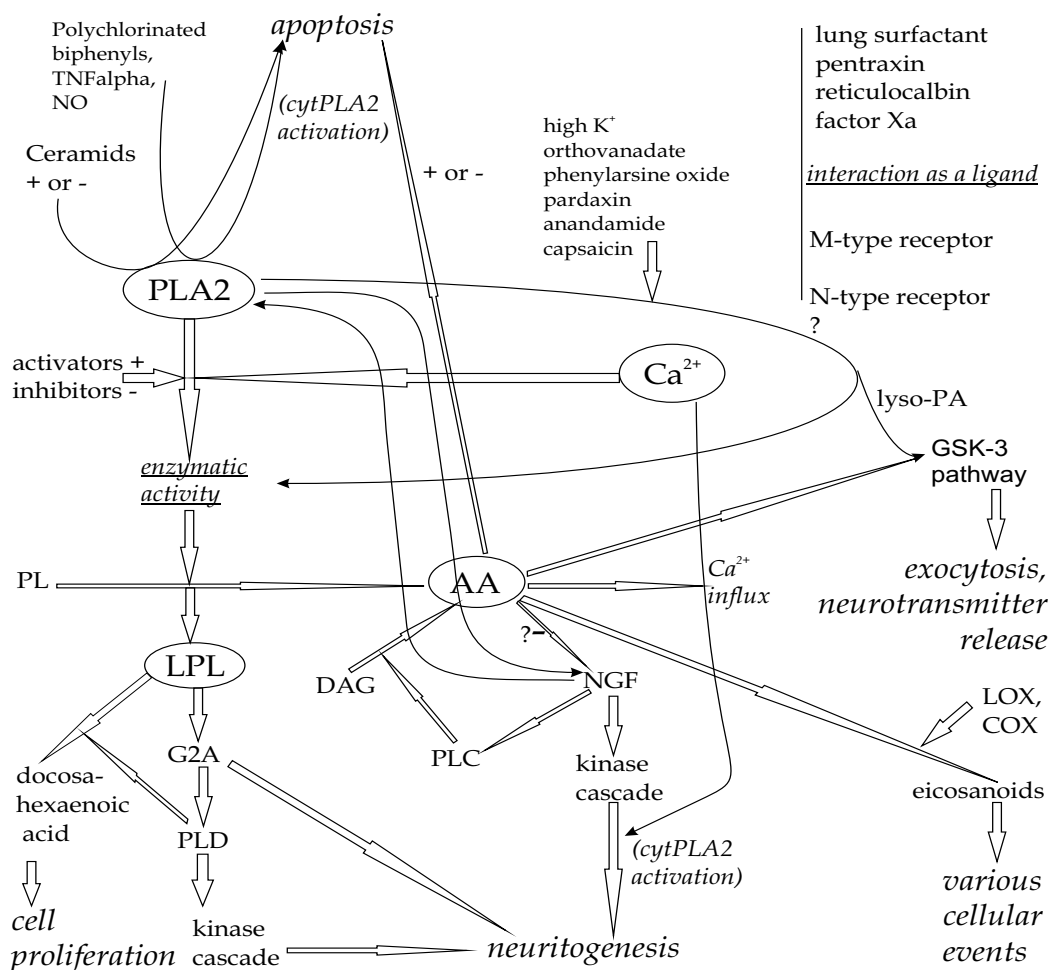 Polychlorinated
biphenyls,
TNFalpha,
NO
apoptosis
(cytPLA2
activation)
Ceramids
+ or -
+ or -
high K⁺
orthovanadate
phenylarsine oxide
pardaxin
anandamide
capsaicin
lung surfactant
pentraxin
reticulocalbin
factor Xa
interaction as a ligand
M-type receptor
N-type receptor
?
PLA2
activators +
inhibitors -
Ca²⁺
lyso-PA
GSK-3
pathway
enzymatic
activity
PL
AA
Ca²⁺
influx
exocytosis,
neurotransmitter
release
?-
LPL
DAG
NGF
LOX,
COX
G2A
PLC
kinase
cascade
docosa-
hexaenoic
acid
eicosanoids
PLD
(cytPLA2
activation)
various
cellular
events
cell
proliferation
kinase
cascade
neuritogenesis